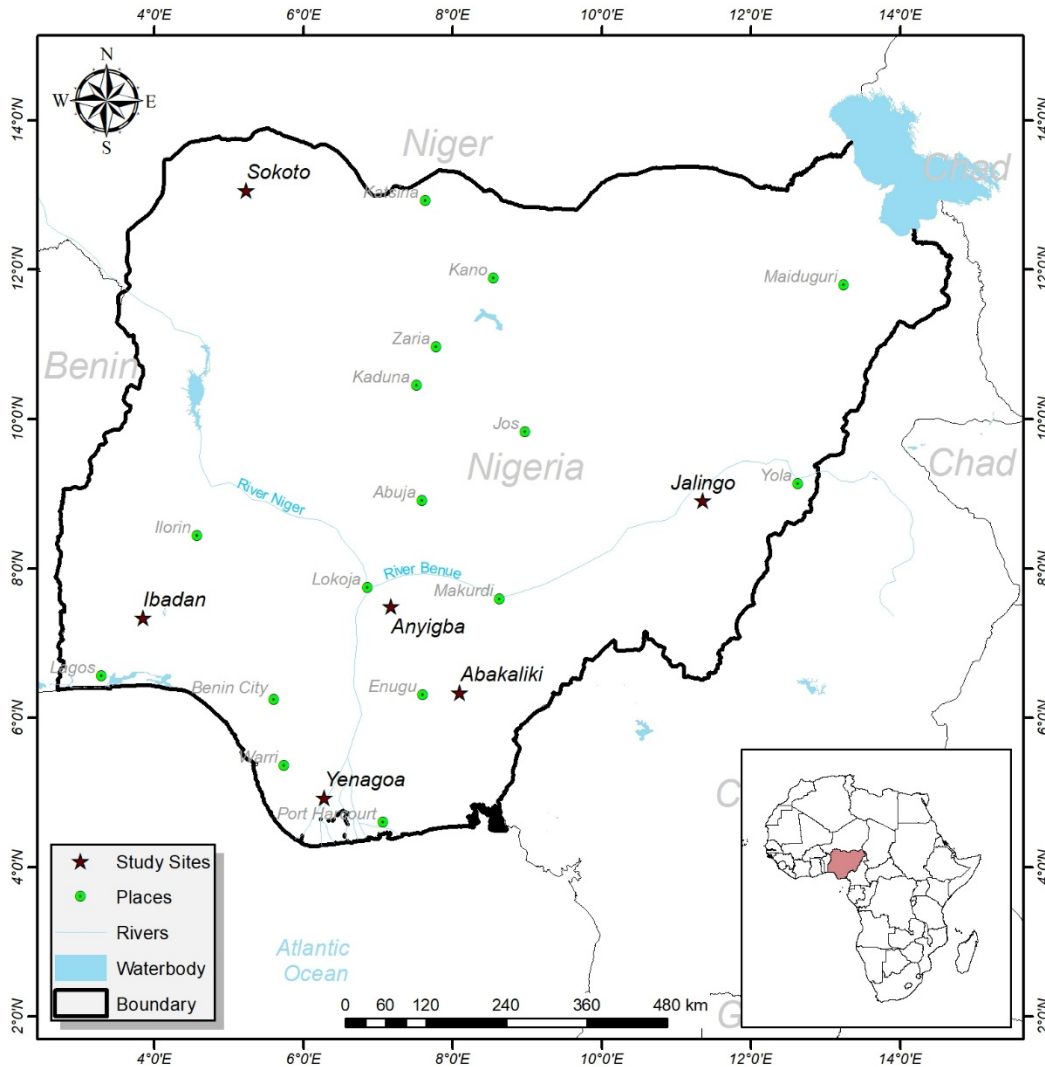 4°0'E 6°0'E 8°0'E 10°0'E 12°0'E 14°0'E
N
W E
S
14°0'N 14°0'N
Niger
Chad
Sokoto
Katsina
12°0'N 12°0'N
Kano
Maiduguri
Zaria
Benin
Kaduna
10°0'N 10°0'N
Jos
Nigeria
Chad
Jalingo
Yola
Abuja
River Niger
Ilorin
8°0'N 8°0'N
Lokoja
River Benue
Makurdi
Ibadan
Anyigba
Lagos
Abakaliki
Enugu
Benin City
6°0'N 6°0'N
Warri
Yenagoa
Port Harcourt
C
4°0'N 4°0'N
Study Sites
Places
Rivers
Waterbody
Boundary
Atlantic
Ocean
0 60 120 240 360 480 km
G
2°0'N 2°0'N
4°0'E 6°0'E 8°0'E 10°0'E 12°0'E 14°0'E